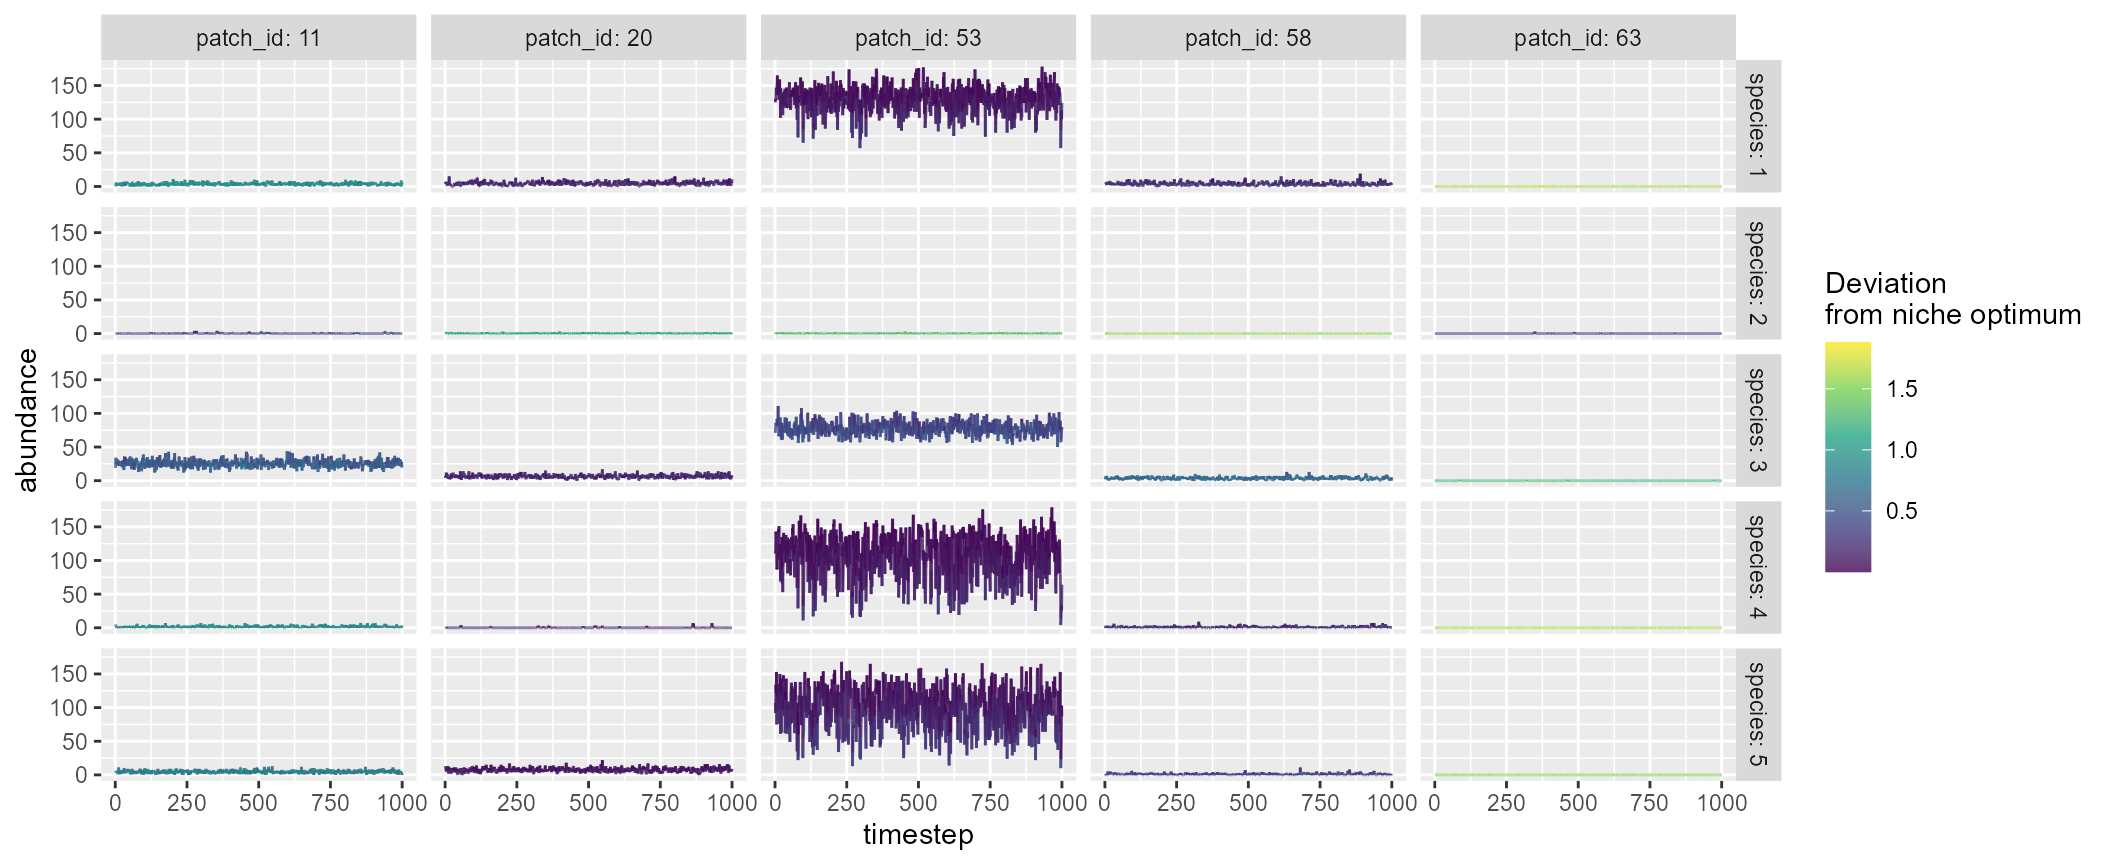 patch_id: 11
patch_id: 20
patch_id: 53
patch_id: 58
patch_id: 63
150
100
50
0
species: 1
150
100
50
0
species: 2
150
100
50
0
species: 3
150
100
50
0
species: 4
150
100
50
0
species: 5
0 250 500 750 1000
0 250 500 750 1000
0 250 500 750 1000
0 250 500 750 1000
0 250 500 750 1000
timestep
abundance
Deviation
from niche optimum
1.5
1.0
0.5